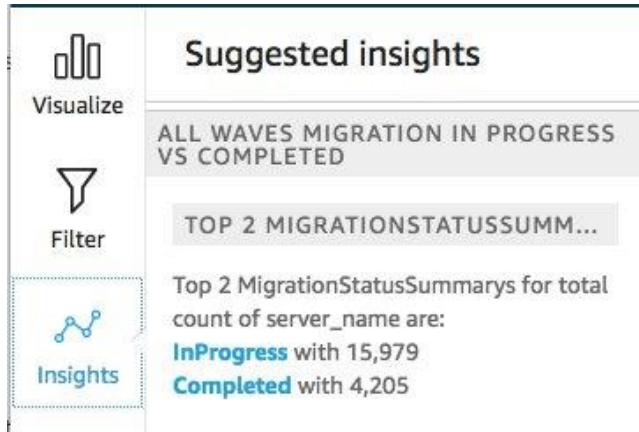 Visualize
Filter
Insights
Suggested insights
ALL WAVES MIGRATION IN PROGRESS
VS COMPLETED
TOP 2 MIGRATIONSTATUSSUMM...
Top 2 MigrationStatusSummarys for total
count of server_name are:
InProgress with 15,979
Completed with 4,205